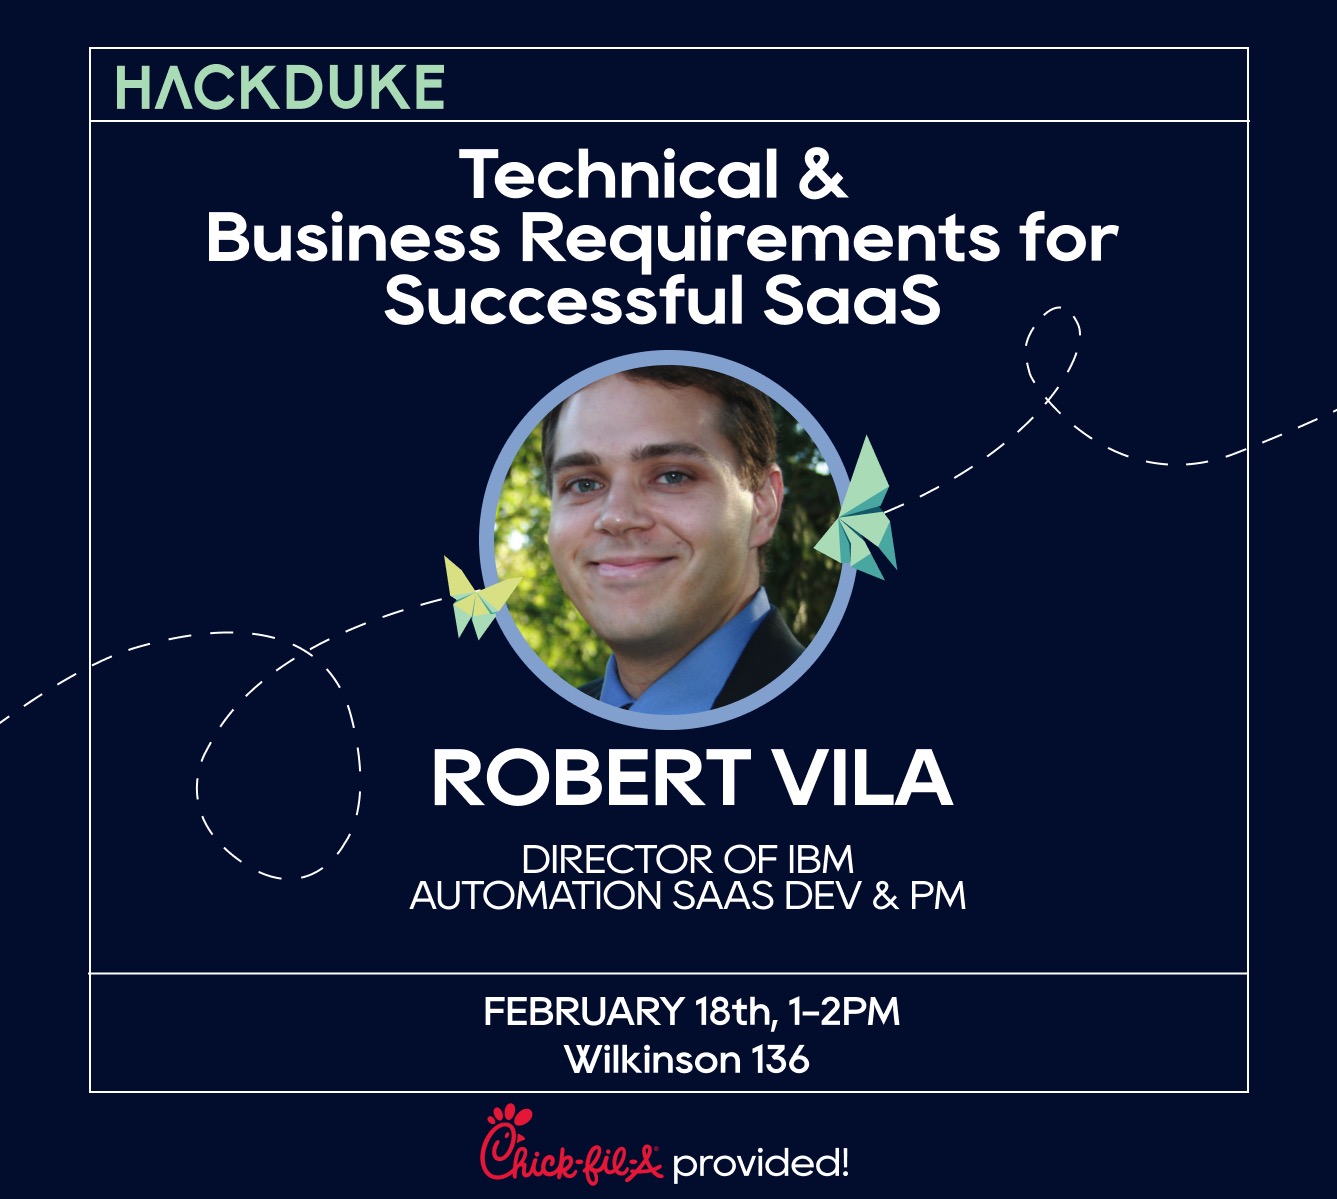 HACKDUKE
Technical &
Business Requirements for
Successful SaaS
ROBERT VILA
DIRECTOR OF IBM
AUTOMATION SAAS DEV & PM
FEBRUARY 18th, 1-2PM
Wilkinson 136
Chick-fil-A provided!